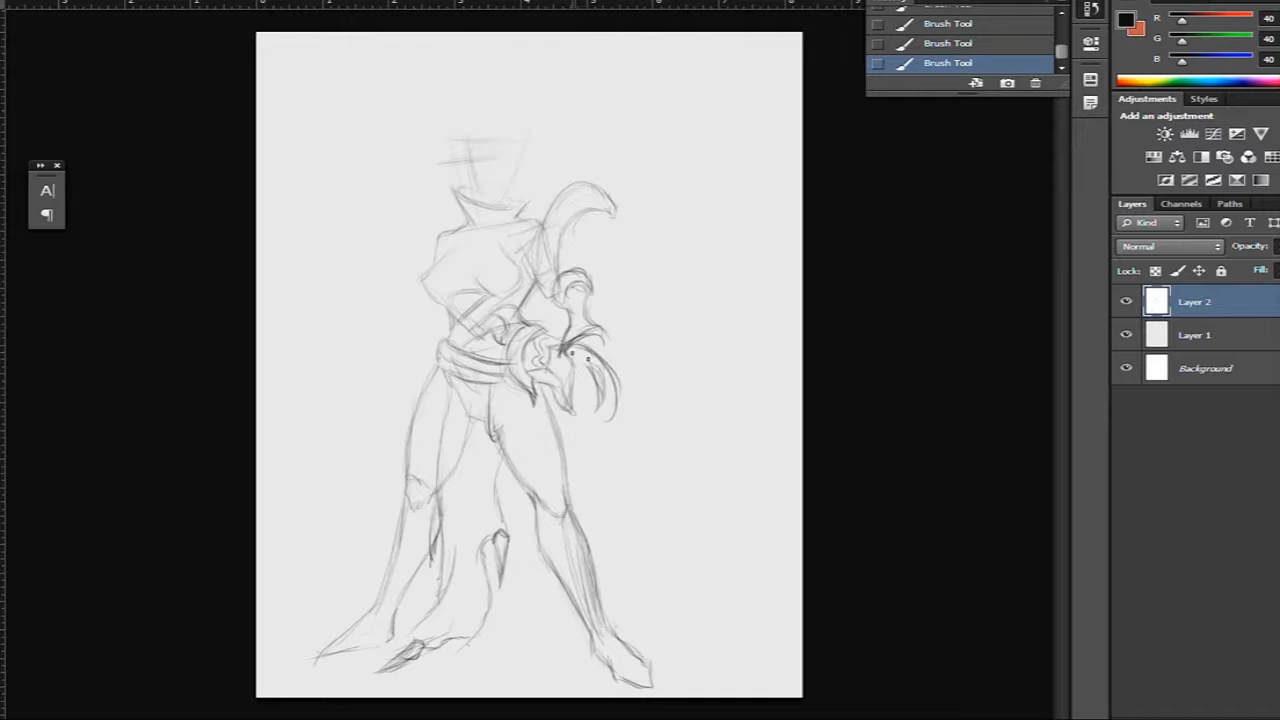 Brush Tool
Brush Tool
Brush Tool
R 40
G 40
B 40
A|
¶
Adjustments Styles
Add an adjustment
Layers Channels Paths
Kind
Normal Opacity:
Lock: Fill:
Layer 2
Layer 1
Background